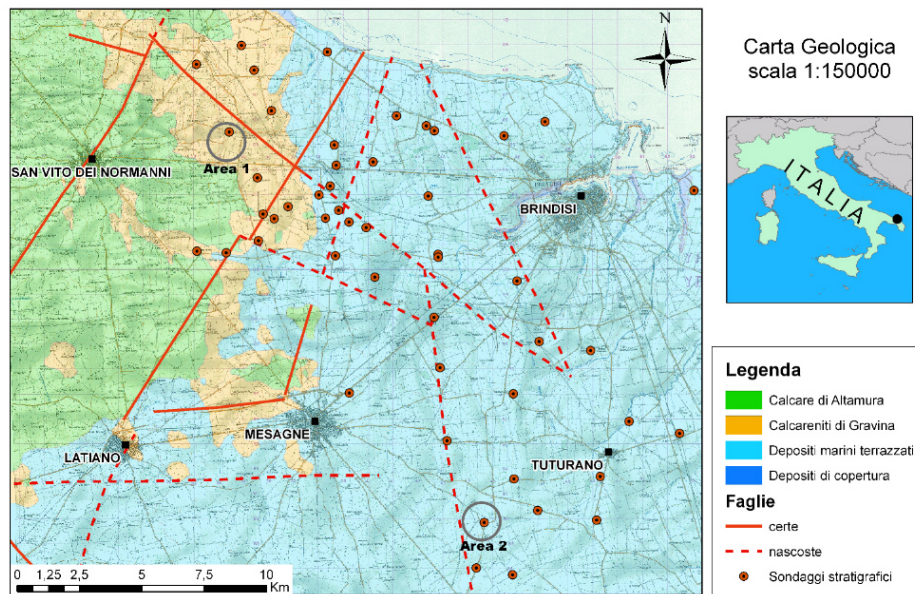 N
Area 1
SAN VITO DEI NORMANNI
BRINDISI
MESAGNE
LATIANO
TUTURANO
Area 2
0 1,25 2,5 5 7,5 10
Km
Carta Geologica
scala 1:150000
ITALIA
Legenda
Calcare di Altamura
Calcareniti di Gravina
Depositi marini terrazzati
Depositi di copertura
Faglie
certe
nascoste
Sondaggi stratigrafici